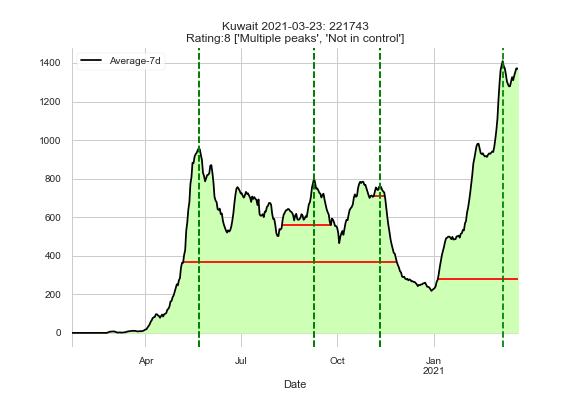 Kuwait 2021-03-23: 221743
Rating:8 ['Multiple peaks', 'Not in control']
Average-7d
1400
1200
1000
800
600
400
200
0
Apr
Jul
Oct
Jan
2021
Date